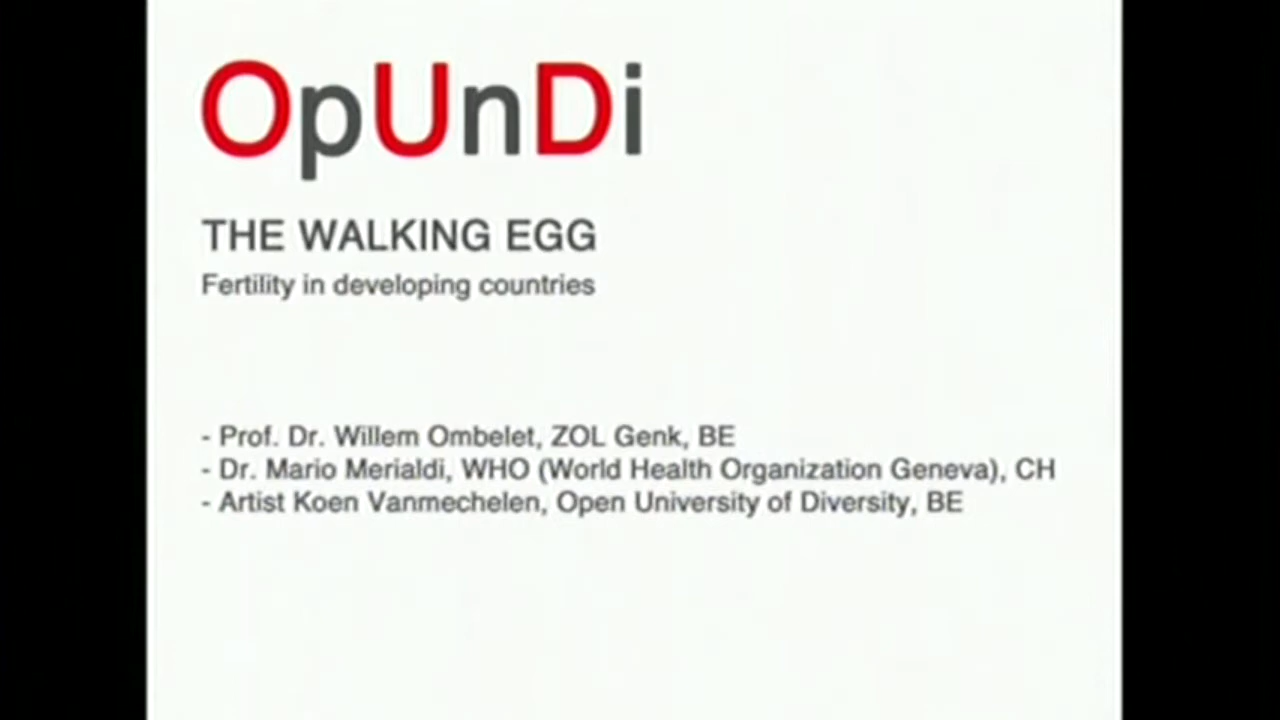 OpUnDi
THE WALKING EGG
Fertility in developing countries
- Prof. Dr. Willem Ombelet, ZOL Genk, BE
- Dr. Mario Merialdi, WHO (World Health Organization Geneva), CH
- Artist Koen Vanmechelen, Open University of Diversity, BE